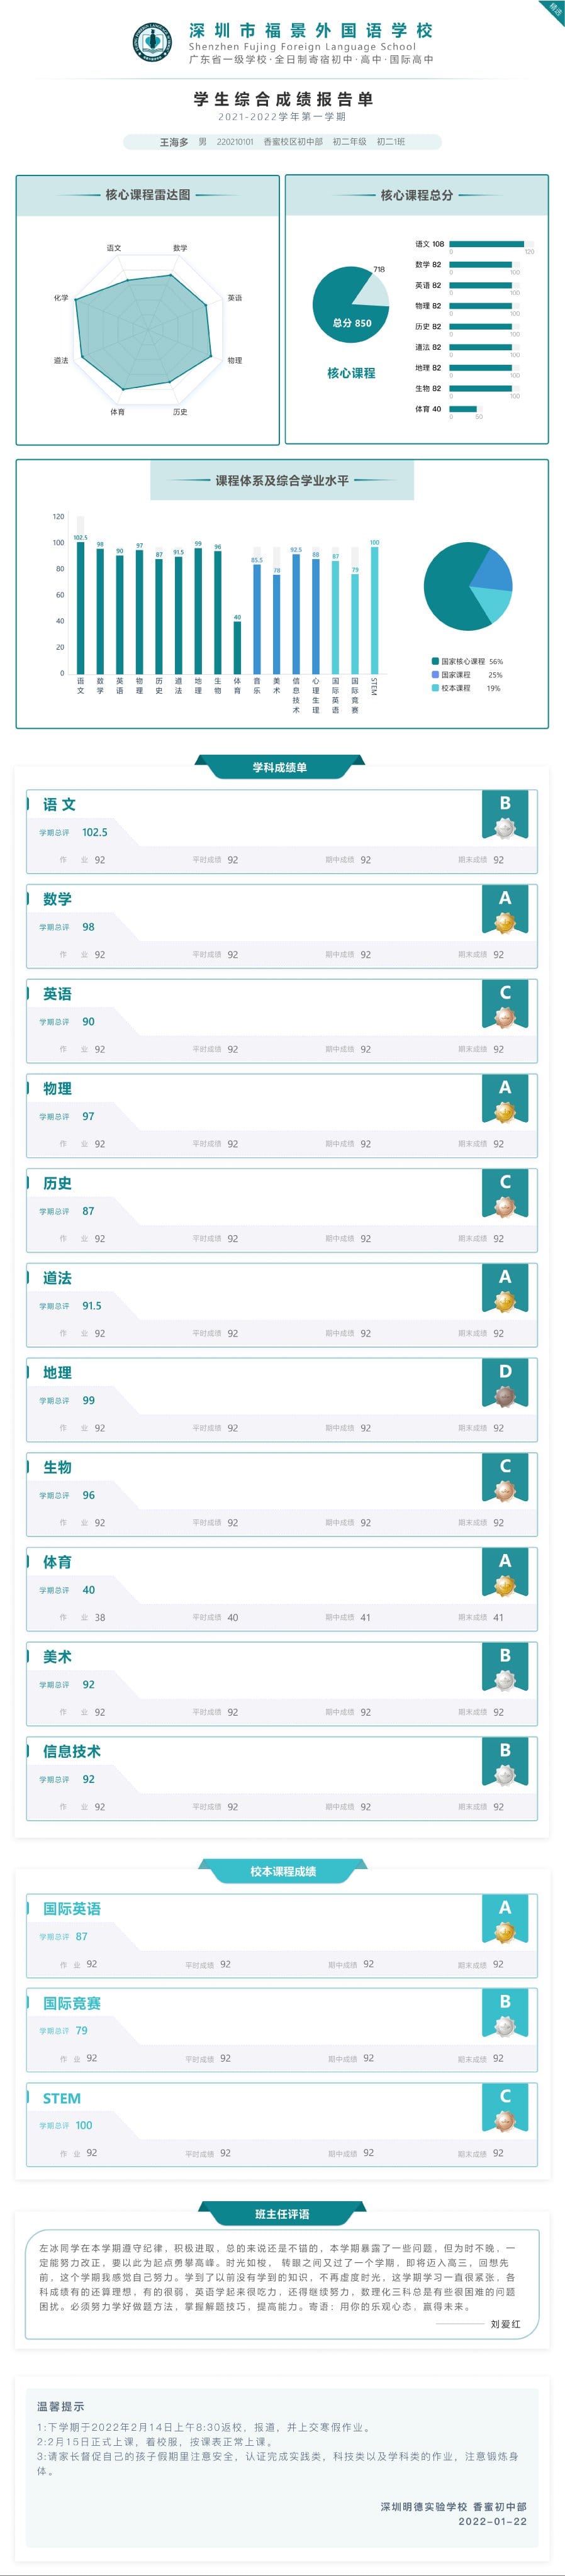 精选
深圳市福景外国语学校
Shenzhen Fujing Foreign Language School
广东省一级学校·全日制寄宿初中·高中·国际高中
学生综合成绩报告单
2021-2022学年第一学期
王海多 男 220210101 香蜜校区初中部 初二年级 初二1班
核心课程雷达图
语文 数学
化学 英语
道法 物理
体育 历史
核心课程总分
718
总分 850
核心课程
语文 108
0 120
数学 82
0 100
英语 82
0 100
物理 82
0 100
历史 82
0 100
道法 82
0 100
地理 82
0 100
生物 82
0 100
体育 40
0 50
课程体系及综合学业水平
120
100
80
60
40
20
0
102.5 98 90 97 87 91.5 99 96 40 85.5 78 92.5 88 87 79 100
语文 数学 英语 物理 历史 道法 地理 生物 体育 音乐 美术 信息技术 心理生理 国际英语 国际竞赛 STEM
国家核心课程 56%
国家课程 25%
校本课程 19%
学科成绩单
语 文 B
学期总评 102.5
作 业 92 平时成绩 92 期中成绩 92 期末成绩 92
数学 A
学期总评 98
作 业 92 平时成绩 92 期中成绩 92 期末成绩 92
英语 C
学期总评 90
作 业 92 平时成绩 92 期中成绩 92 期末成绩 92
物理 A
学期总评 97
作 业 92 平时成绩 92 期中成绩 92 期末成绩 92
历史 C
学期总评 87
作 业 92 平时成绩 92 期中成绩 92 期末成绩 92
道法 A
学期总评 91.5
作 业 92 平时成绩 92 期中成绩 92 期末成绩 92
地理 D
学期总评 99
作 业 92 平时成绩 92 期中成绩 92 期末成绩 92
生物 C
学期总评 96
作 业 92 平时成绩 92 期中成绩 92 期末成绩 92
体育 A
学期总评 40
作 业 38 平时成绩 40 期中成绩 41 期末成绩 41
美术 B
学期总评 92
作 业 92 平时成绩 92 期中成绩 92 期末成绩 92
信息技术 B
学期总评 92
作 业 92 平时成绩 92 期中成绩 92 期末成绩 92
校本课程成绩
国际英语 A
学期总评 87
作 业 92 平时成绩 92 期中成绩 92 期末成绩 92
国际竞赛 B
学期总评 79
作 业 92 平时成绩 92 期中成绩 92 期末成绩 92
STEM C
学期总评 100
作 业 92 平时成绩 92 期中成绩 92 期末成绩 92
班主任评语
左冰同学在本学期遵守纪律，积极进取，总的来说还是不错的，本学期暴露了一些问题，但为时不晚，一
定能努力改正，要以此为起点勇攀高峰。时光如梭， 转眼之间又过了一个学期，即将迈入高三，回想先
前，这个学期我感觉自己努力。学到了以前没有学到的知识，不再虚度时光，这学期学习一直很紧张，各
科成绩有的还算理想，有的很弱，英语学起来很吃力，还得继续努力，数理化三科总是有些很困难的问题
困扰。必须努力学好做题方法，掌握解题技巧，提高能力。寄语：用你的乐观心态，赢得未来。
刘爱红
温馨提示
1:下学期于2022年2月14日上午8:30返校，报道，并上交寒假作业。
2:2月15日正式上课，着校服，按课表正常上课。
3:请家长督促自己的孩子假期里注意安全，认证完成实践类，科技类以及学科类的作业，注意锻炼身
体。
深圳明德实验学校 香蜜初中部
2022-01-22